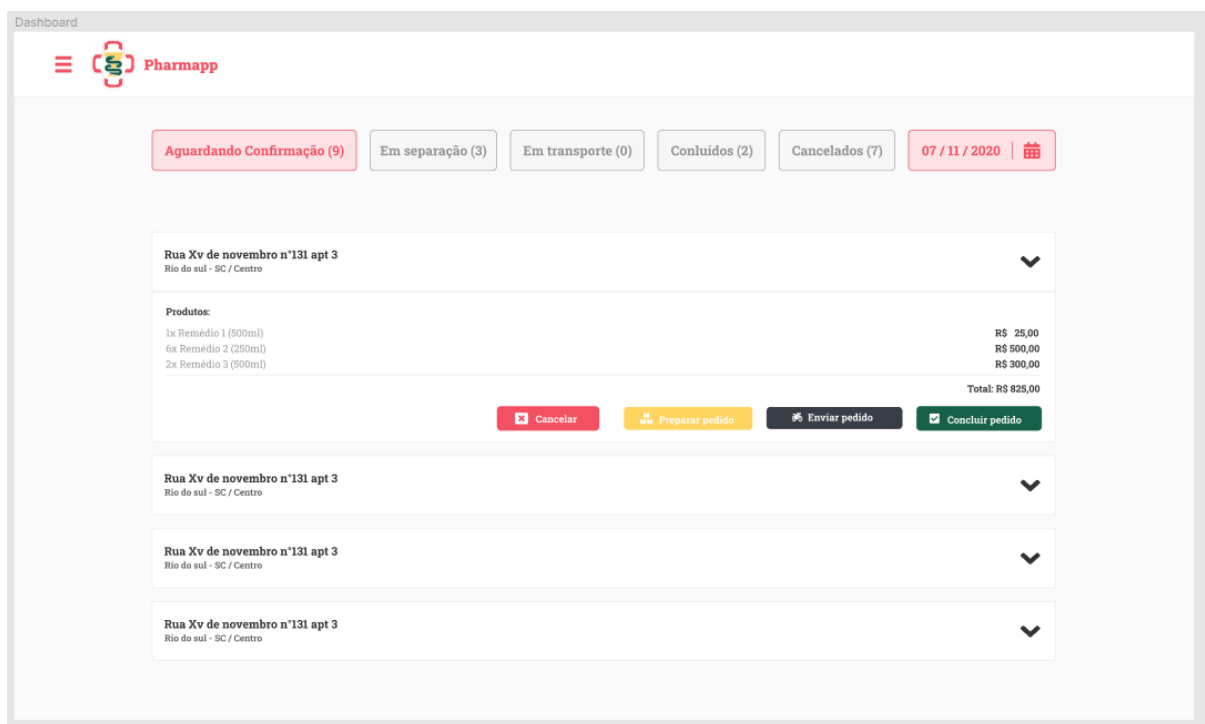 Dashboard
Pharmapp
Aguardando Confirmação (9)
Em separação (3)
Em transporte (0)
Conluídos (2)
Cancelados (7)
07 / 11 / 2020
Rua Xv de novembro n°131 apt 3
Rio do sul - SC / Centro
Produtos:
1x Remédio 1 (500ml) R$ 25,00
6x Remédio 2 (250ml) R$ 500,00
2x Remédio 3 (500ml) R$ 300,00
Total: R$ 825,00
Cancelar
Preparar pedido
Enviar pedido
Concluir pedido
Rua Xv de novembro n°131 apt 3
Rio do sul - SC / Centro
Rua Xv de novembro n°131 apt 3
Rio do sul - SC / Centro
Rua Xv de novembro n°131 apt 3
Rio do sul - SC / Centro